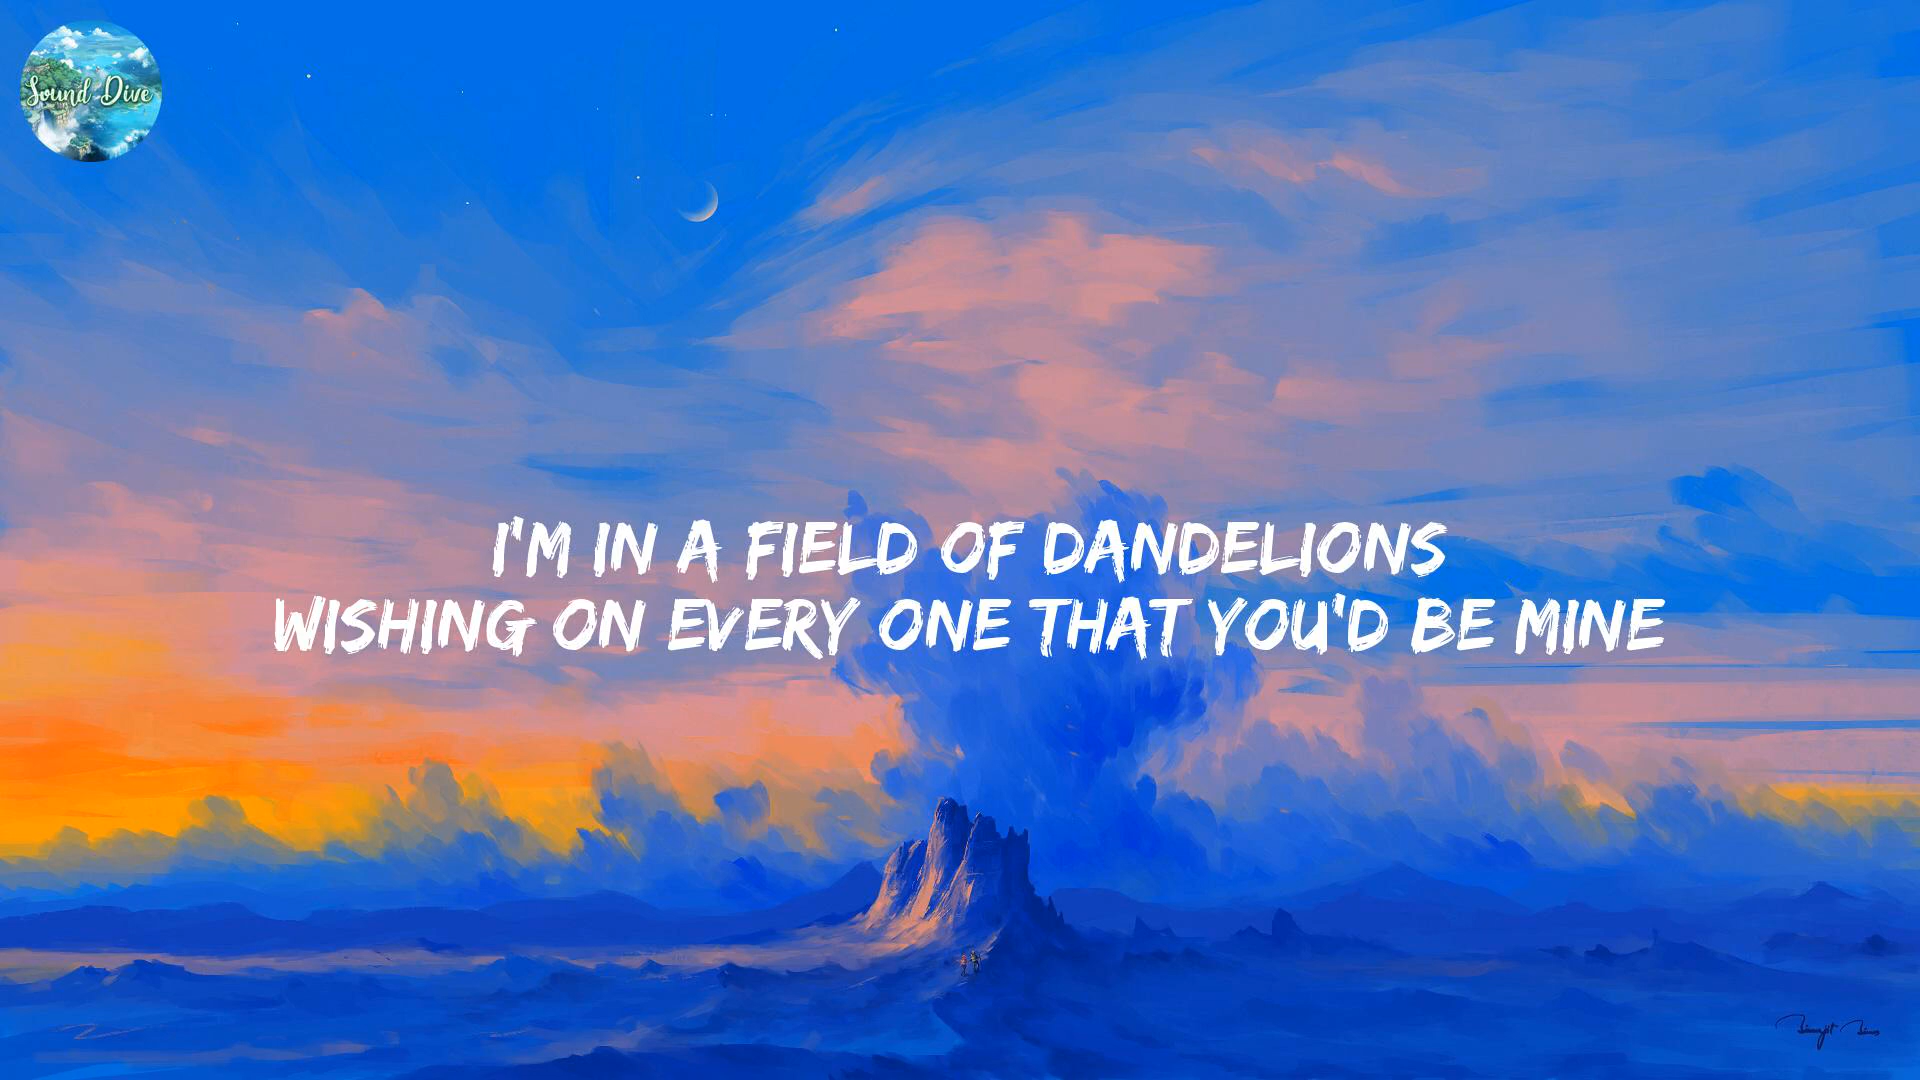 Sound-Dive
I'M IN A FIELD OF DANDELIONS
WISHING ON EVERY ONE THAT YOU'D BE MINE